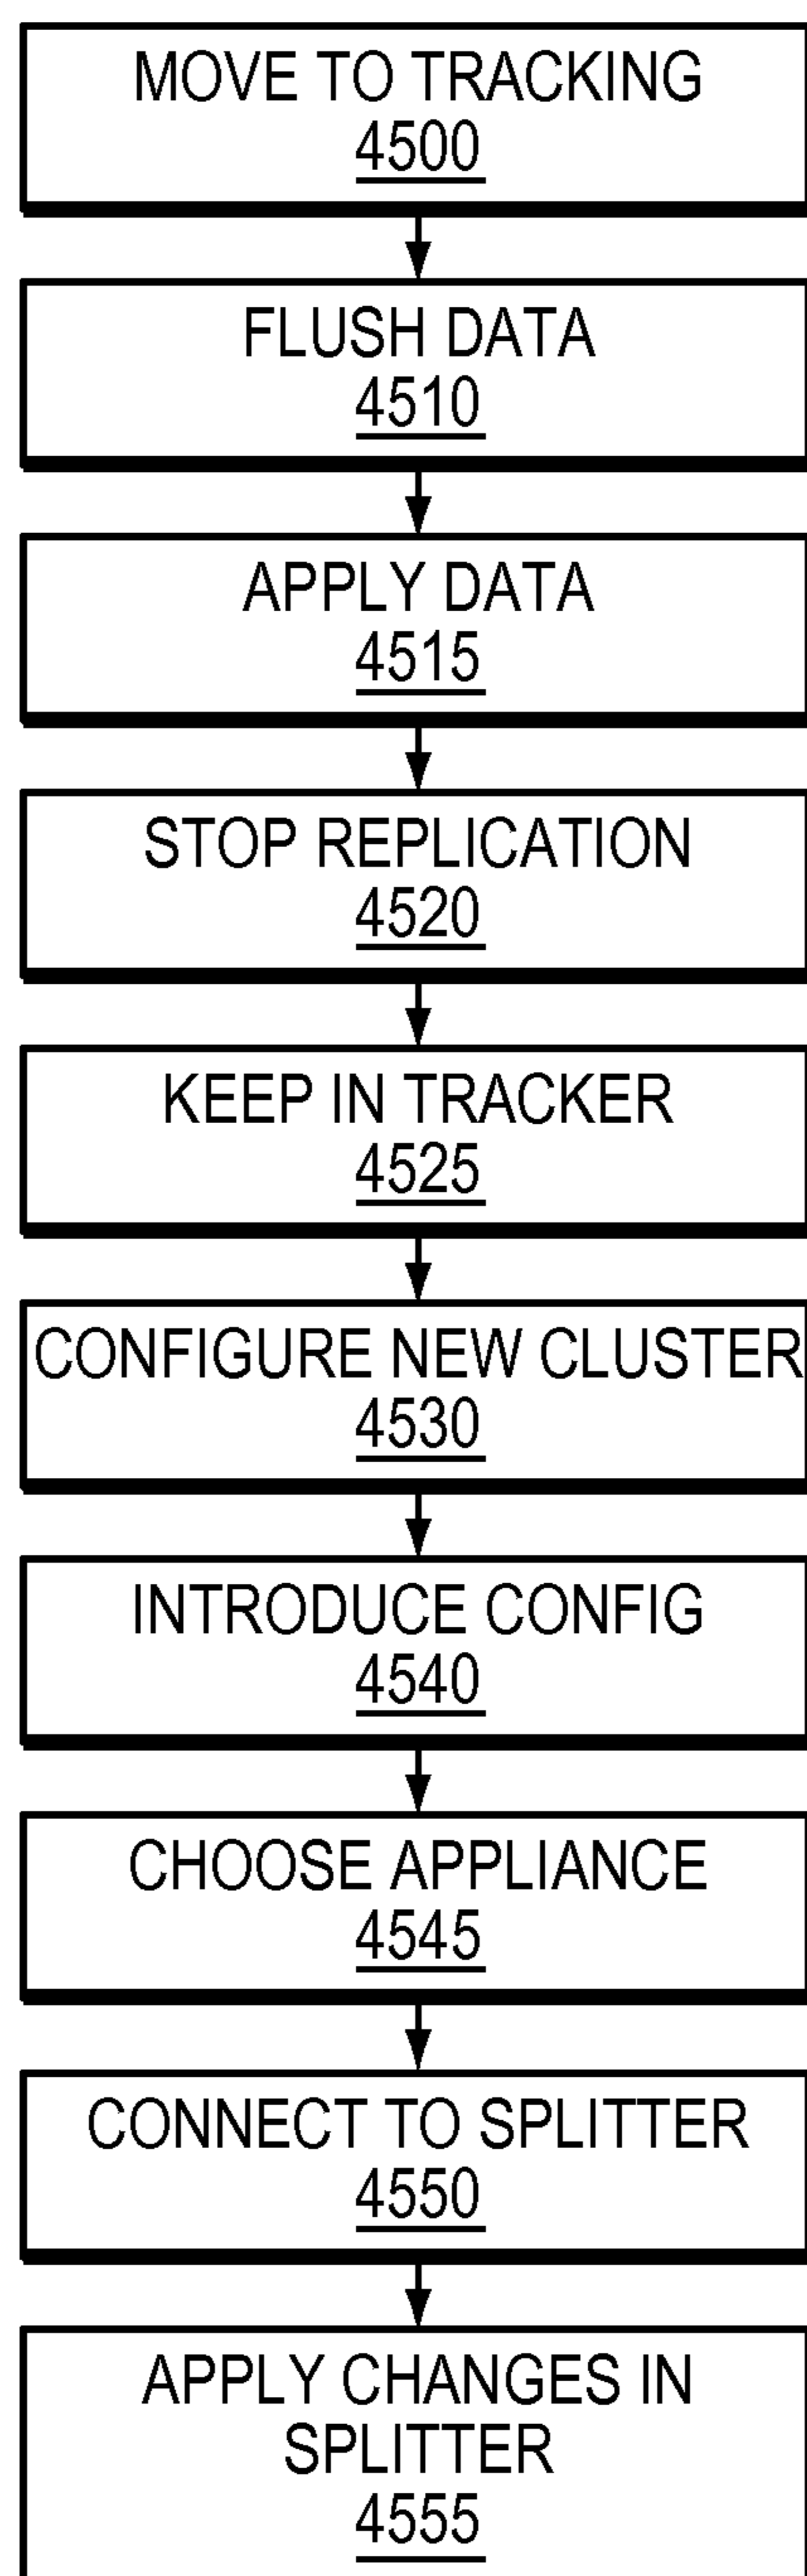 MOVE TO TRACKING
4500
FLUSH DATA
4510
APPLY DATA
4515
STOP REPLICATION
4520
KEEP IN TRACKER
4525
CONFIGURE NEW CLUSTER
4530
INTRODUCE CONFIG
4540
CHOOSE APPLIANCE
4545
CONNECT TO SPLITTER
4550
APPLY CHANGES IN
SPLITTER
4555